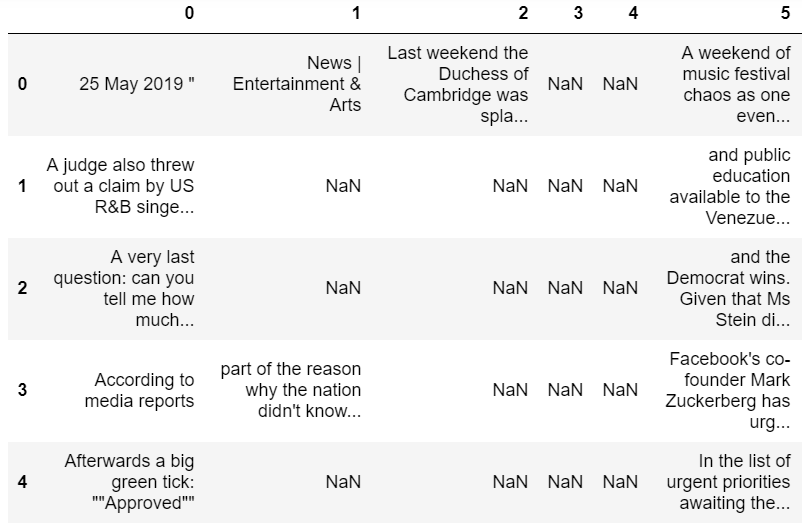 0 1 2 3 4 5
0 25 May 2019 " News | Entertainment & Arts Last weekend the Duchess of Cambridge was spla... NaN NaN A weekend of music festival chaos as one even...
1 A judge also threw out a claim by US R&B singe... NaN NaN NaN NaN and public education available to the Venezue...
2 A very last question: can you tell me how much... NaN NaN NaN NaN and the Democrat wins. Given that Ms Stein di...
3 According to media reports part of the reason why the nation didn't know... NaN NaN NaN Facebook's co-founder Mark Zuckerberg has urg...
4 Afterwards a big green tick: ""Approved"" NaN NaN NaN NaN In the list of urgent priorities awaiting the...